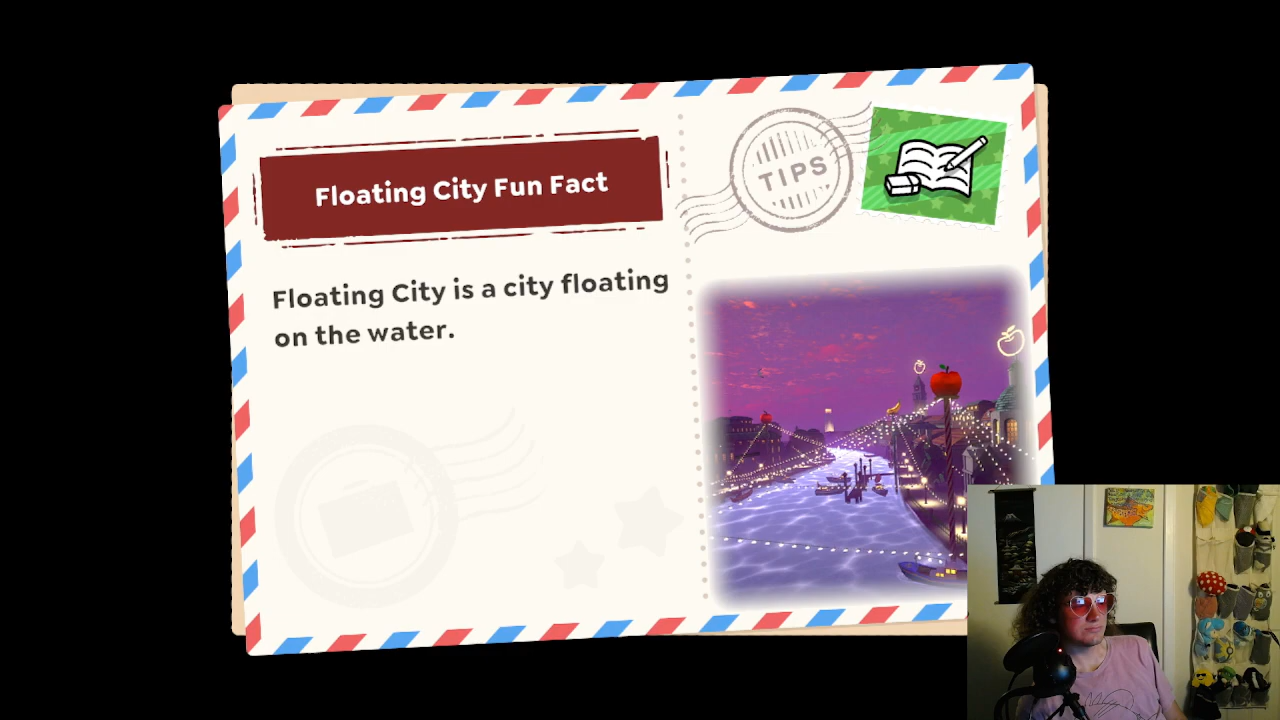 Floating City Fun Fact
TIPS
Floating City is a city floating
on the water.